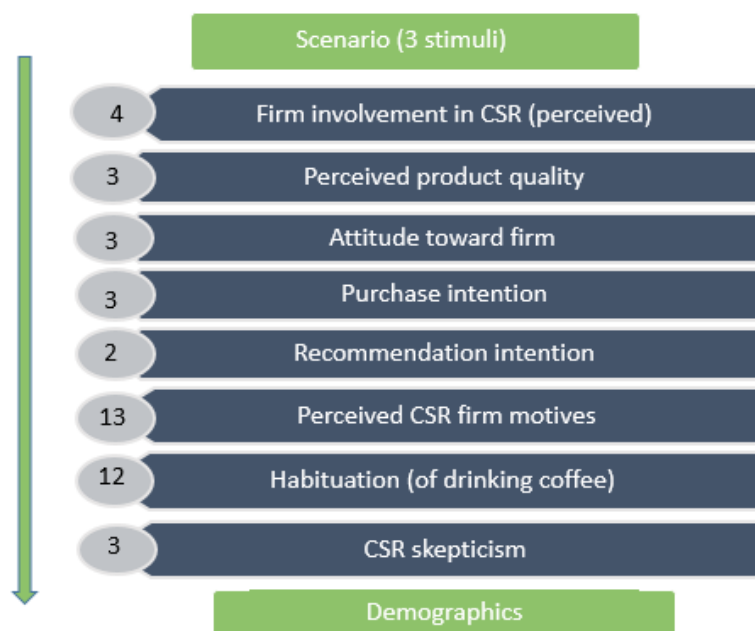 Scenario (3 stimuli)
4 Firm involvement in CSR (perceived)
3 Perceived product quality
3 Attitude toward firm
3 Purchase intention
2 Recommendation intention
13 Perceived CSR firm motives
12 Habituation (of drinking coffee)
3 CSR skepticism
Demographics